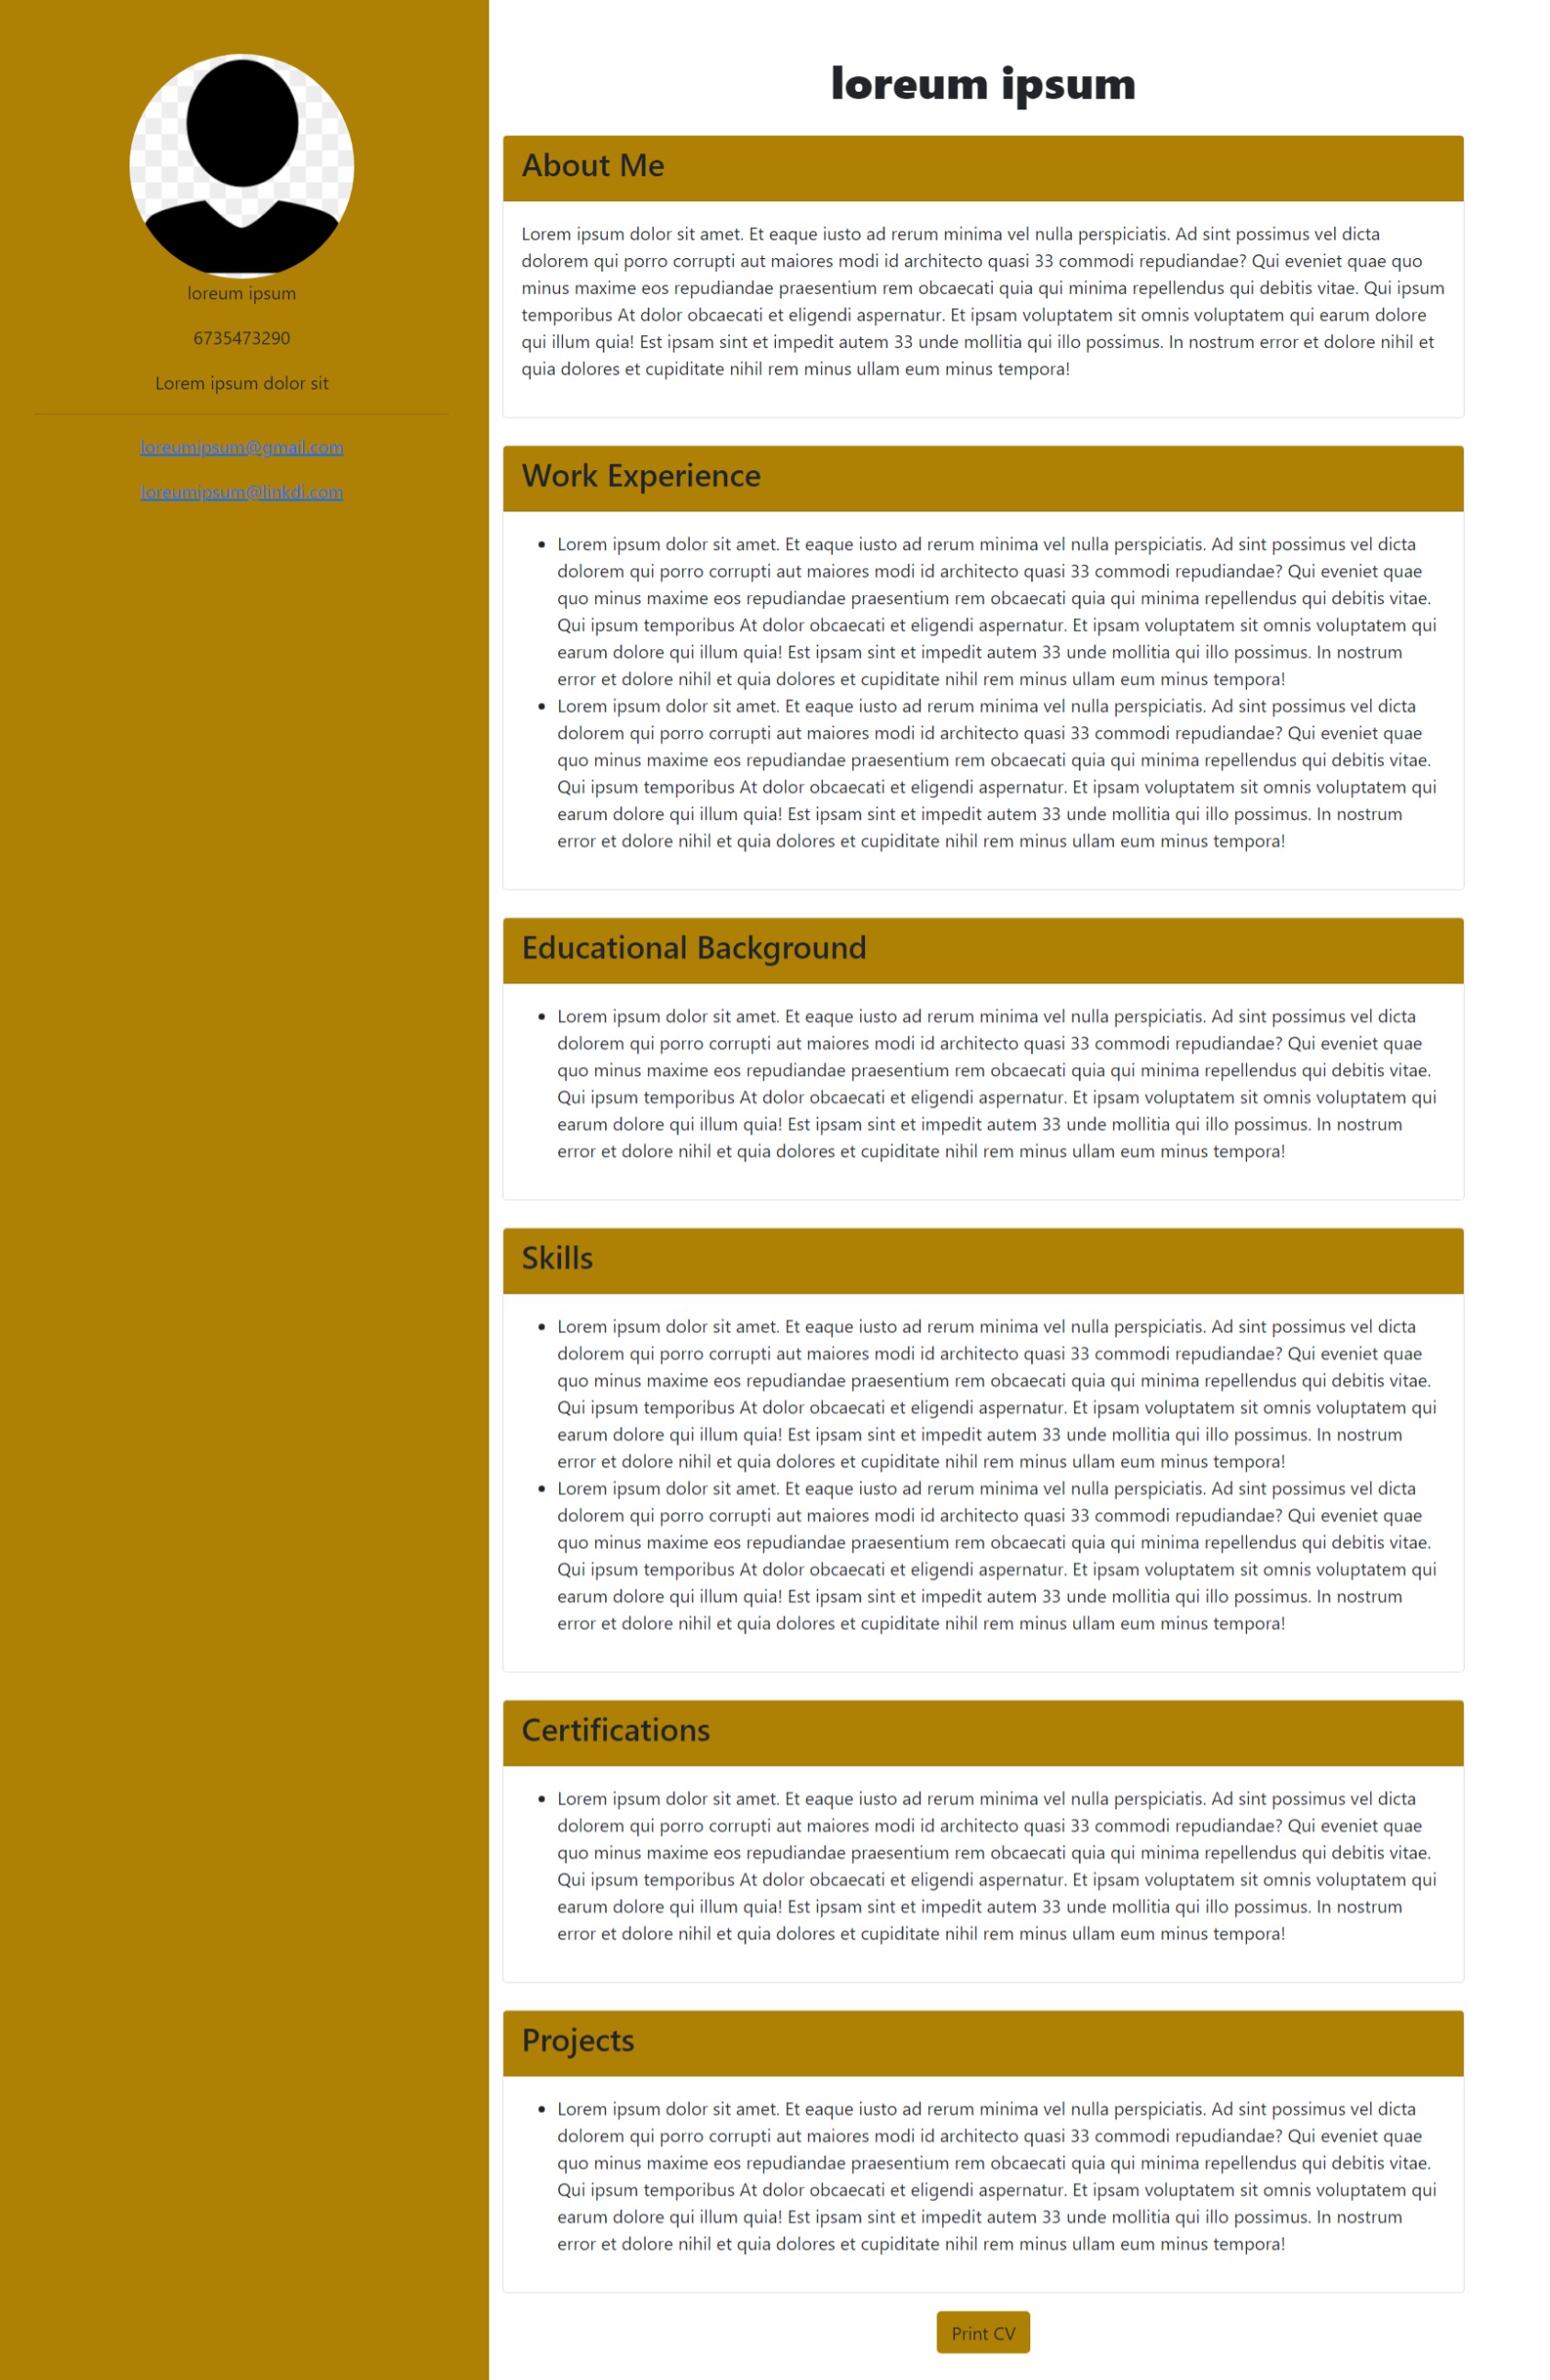 loreum ipsum
6735473290
Lorem ipsum dolor sit
loreumipsum@gmail.com
loreumipsum@linkdi.com
loreum ipsum
About Me
Lorem ipsum dolor sit amet. Et eaque iusto ad rerum minima vel nulla perspiciatis. Ad sint possimus vel dicta
dolorem qui porro corrupti aut maiores modi id architecto quasi 33 commodi repudiandae? Qui eveniet quae quo
minus maxime eos repudiandae praesentium rem obcaecati quia qui minima repellendus qui debitis vitae. Qui ipsum
temporibus At dolor obcaecati et eligendi aspernatur. Et ipsam voluptatem sit omnis voluptatem qui earum dolore
qui illum quia! Est ipsam sint et impedit autem 33 unde mollitia qui illo possimus. In nostrum error et dolore nihil et
quia dolores et cupiditate nihil rem minus ullam eum minus tempora!
Work Experience
• Lorem ipsum dolor sit amet. Et eaque iusto ad rerum minima vel nulla perspiciatis. Ad sint possimus vel dicta
dolorem qui porro corrupti aut maiores modi id architecto quasi 33 commodi repudiandae? Qui eveniet quae
quo minus maxime eos repudiandae praesentium rem obcaecati quia qui minima repellendus qui debitis vitae.
Qui ipsum temporibus At dolor obcaecati et eligendi aspernatur. Et ipsam voluptatem sit omnis voluptatem qui
earum dolore qui illum quia! Est ipsam sint et impedit autem 33 unde mollitia qui illo possimus. In nostrum
error et dolore nihil et quia dolores et cupiditate nihil rem minus ullam eum minus tempora!
• Lorem ipsum dolor sit amet. Et eaque iusto ad rerum minima vel nulla perspiciatis. Ad sint possimus vel dicta
dolorem qui porro corrupti aut maiores modi id architecto quasi 33 commodi repudiandae? Qui eveniet quae
quo minus maxime eos repudiandae praesentium rem obcaecati quia qui minima repellendus qui debitis vitae.
Qui ipsum temporibus At dolor obcaecati et eligendi aspernatur. Et ipsam voluptatem sit omnis voluptatem qui
earum dolore qui illum quia! Est ipsam sint et impedit autem 33 unde mollitia qui illo possimus. In nostrum
error et dolore nihil et quia dolores et cupiditate nihil rem minus ullam eum minus tempora!
Educational Background
• Lorem ipsum dolor sit amet. Et eaque iusto ad rerum minima vel nulla perspiciatis. Ad sint possimus vel dicta
dolorem qui porro corrupti aut maiores modi id architecto quasi 33 commodi repudiandae? Qui eveniet quae
quo minus maxime eos repudiandae praesentium rem obcaecati quia qui minima repellendus qui debitis vitae.
Qui ipsum temporibus At dolor obcaecati et eligendi aspernatur. Et ipsam voluptatem sit omnis voluptatem qui
earum dolore qui illum quia! Est ipsam sint et impedit autem 33 unde mollitia qui illo possimus. In nostrum
error et dolore nihil et quia dolores et cupiditate nihil rem minus ullam eum minus tempora!
Skills
• Lorem ipsum dolor sit amet. Et eaque iusto ad rerum minima vel nulla perspiciatis. Ad sint possimus vel dicta
dolorem qui porro corrupti aut maiores modi id architecto quasi 33 commodi repudiandae? Qui eveniet quae
quo minus maxime eos repudiandae praesentium rem obcaecati quia qui minima repellendus qui debitis vitae.
Qui ipsum temporibus At dolor obcaecati et eligendi aspernatur. Et ipsam voluptatem sit omnis voluptatem qui
earum dolore qui illum quia! Est ipsam sint et impedit autem 33 unde mollitia qui illo possimus. In nostrum
error et dolore nihil et quia dolores et cupiditate nihil rem minus ullam eum minus tempora!
• Lorem ipsum dolor sit amet. Et eaque iusto ad rerum minima vel nulla perspiciatis. Ad sint possimus vel dicta
dolorem qui porro corrupti aut maiores modi id architecto quasi 33 commodi repudiandae? Qui eveniet quae
quo minus maxime eos repudiandae praesentium rem obcaecati quia qui minima repellendus qui debitis vitae.
Qui ipsum temporibus At dolor obcaecati et eligendi aspernatur. Et ipsam voluptatem sit omnis voluptatem qui
earum dolore qui illum quia! Est ipsam sint et impedit autem 33 unde mollitia qui illo possimus. In nostrum
error et dolore nihil et quia dolores et cupiditate nihil rem minus ullam eum minus tempora!
Certifications
• Lorem ipsum dolor sit amet. Et eaque iusto ad rerum minima vel nulla perspiciatis. Ad sint possimus vel dicta
dolorem qui porro corrupti aut maiores modi id architecto quasi 33 commodi repudiandae? Qui eveniet quae
quo minus maxime eos repudiandae praesentium rem obcaecati quia qui minima repellendus qui debitis vitae.
Qui ipsum temporibus At dolor obcaecati et eligendi aspernatur. Et ipsam voluptatem sit omnis voluptatem qui
earum dolore qui illum quia! Est ipsam sint et impedit autem 33 unde mollitia qui illo possimus. In nostrum
error et dolore nihil et quia dolores et cupiditate nihil rem minus ullam eum minus tempora!
Projects
• Lorem ipsum dolor sit amet. Et eaque iusto ad rerum minima vel nulla perspiciatis. Ad sint possimus vel dicta
dolorem qui porro corrupti aut maiores modi id architecto quasi 33 commodi repudiandae? Qui eveniet quae
quo minus maxime eos repudiandae praesentium rem obcaecati quia qui minima repellendus qui debitis vitae.
Qui ipsum temporibus At dolor obcaecati et eligendi aspernatur. Et ipsam voluptatem sit omnis voluptatem qui
earum dolore qui illum quia! Est ipsam sint et impedit autem 33 unde mollitia qui illo possimus. In nostrum
error et dolore nihil et quia dolores et cupiditate nihil rem minus ullam eum minus tempora!
Print CV